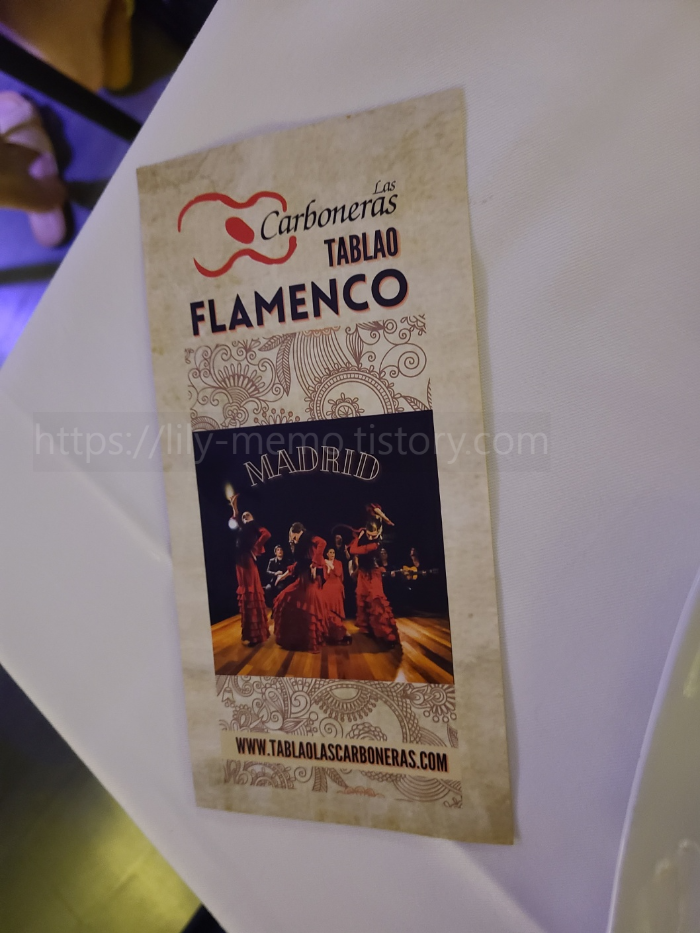 Las
Carboneras
TABLAO
FLAMENCO
https://lily-memo.tistory.com
MADRID
WWW.TABLAOLASCARBONERAS.COM